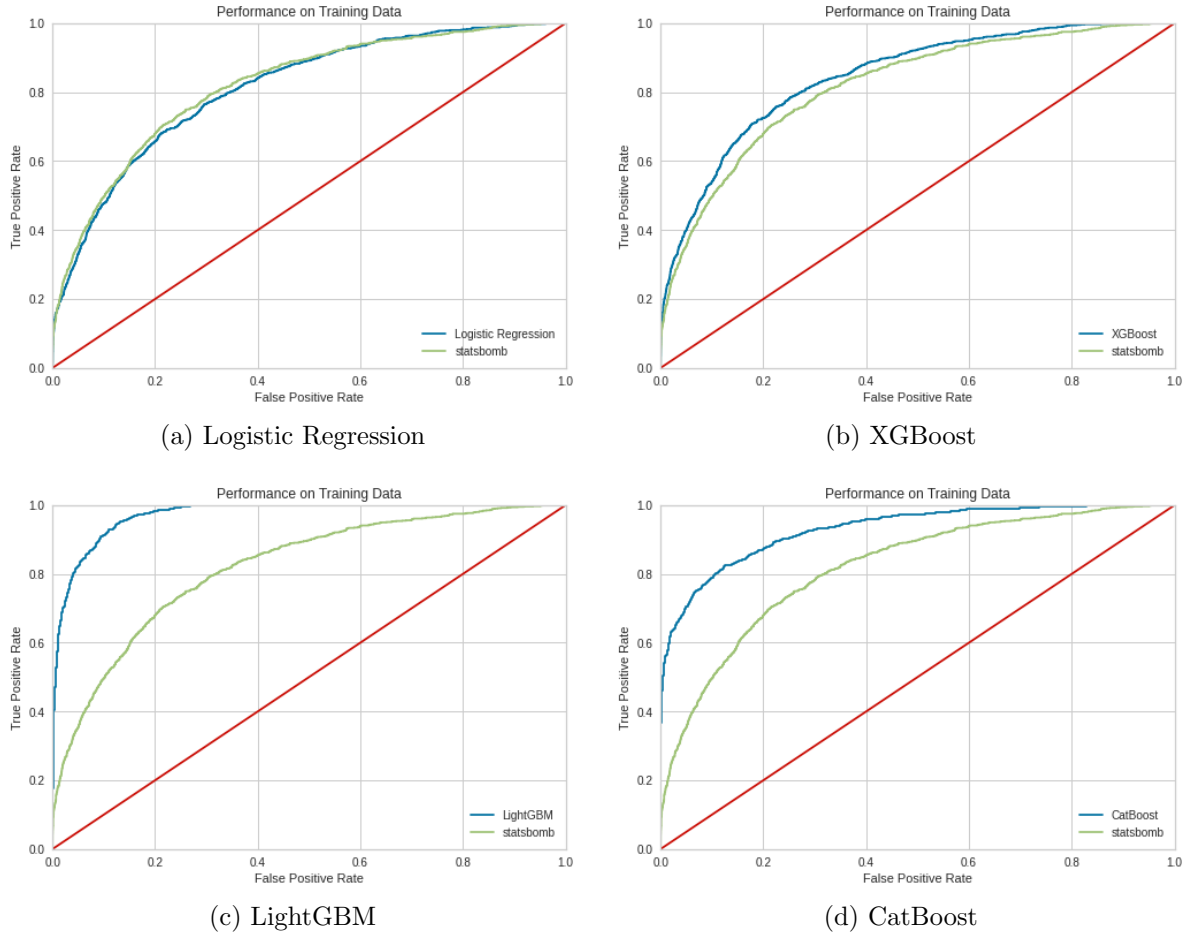 Performance on Training Data
True Positive Rate
1.0
0.8
0.6
0.4
0.2
0.0
Logistic Regression
statsbomb
0.0 0.2 0.4 0.6 0.8 1.0
False Positive Rate
(a) Logistic Regression
Performance on Training Data
True Positive Rate
1.0
0.8
0.6
0.4
0.2
0.0
XGBoost
statsbomb
0.0 0.2 0.4 0.6 0.8 1.0
False Positive Rate
(b) XGBoost
Performance on Training Data
True Positive Rate
1.0
0.8
0.6
0.4
0.2
0.0
LightGBM
statsbomb
0.0 0.2 0.4 0.6 0.8 1.0
False Positive Rate
(c) LightGBM
Performance on Training Data
True Positive Rate
1.0
0.8
0.6
0.4
0.2
0.0
CatBoost
statsbomb
0.0 0.2 0.4 0.6 0.8 1.0
False Positive Rate
(d) CatBoost